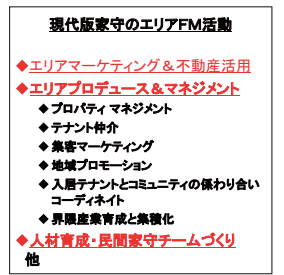 現代版家守のエリアFM活動
◆エリアマーケティング＆不動産活用
◆エリアプロデュース＆マネジメント
◆プロパティ マネジメント
◆テナント仲介
◆集客マーケティング
◆地域プロモーション
◆入居テナントとコミュニティの係わり合い
コーディネイト
◆界隈産業育成と集積化
◆人材育成・民間家守チームづくり
他